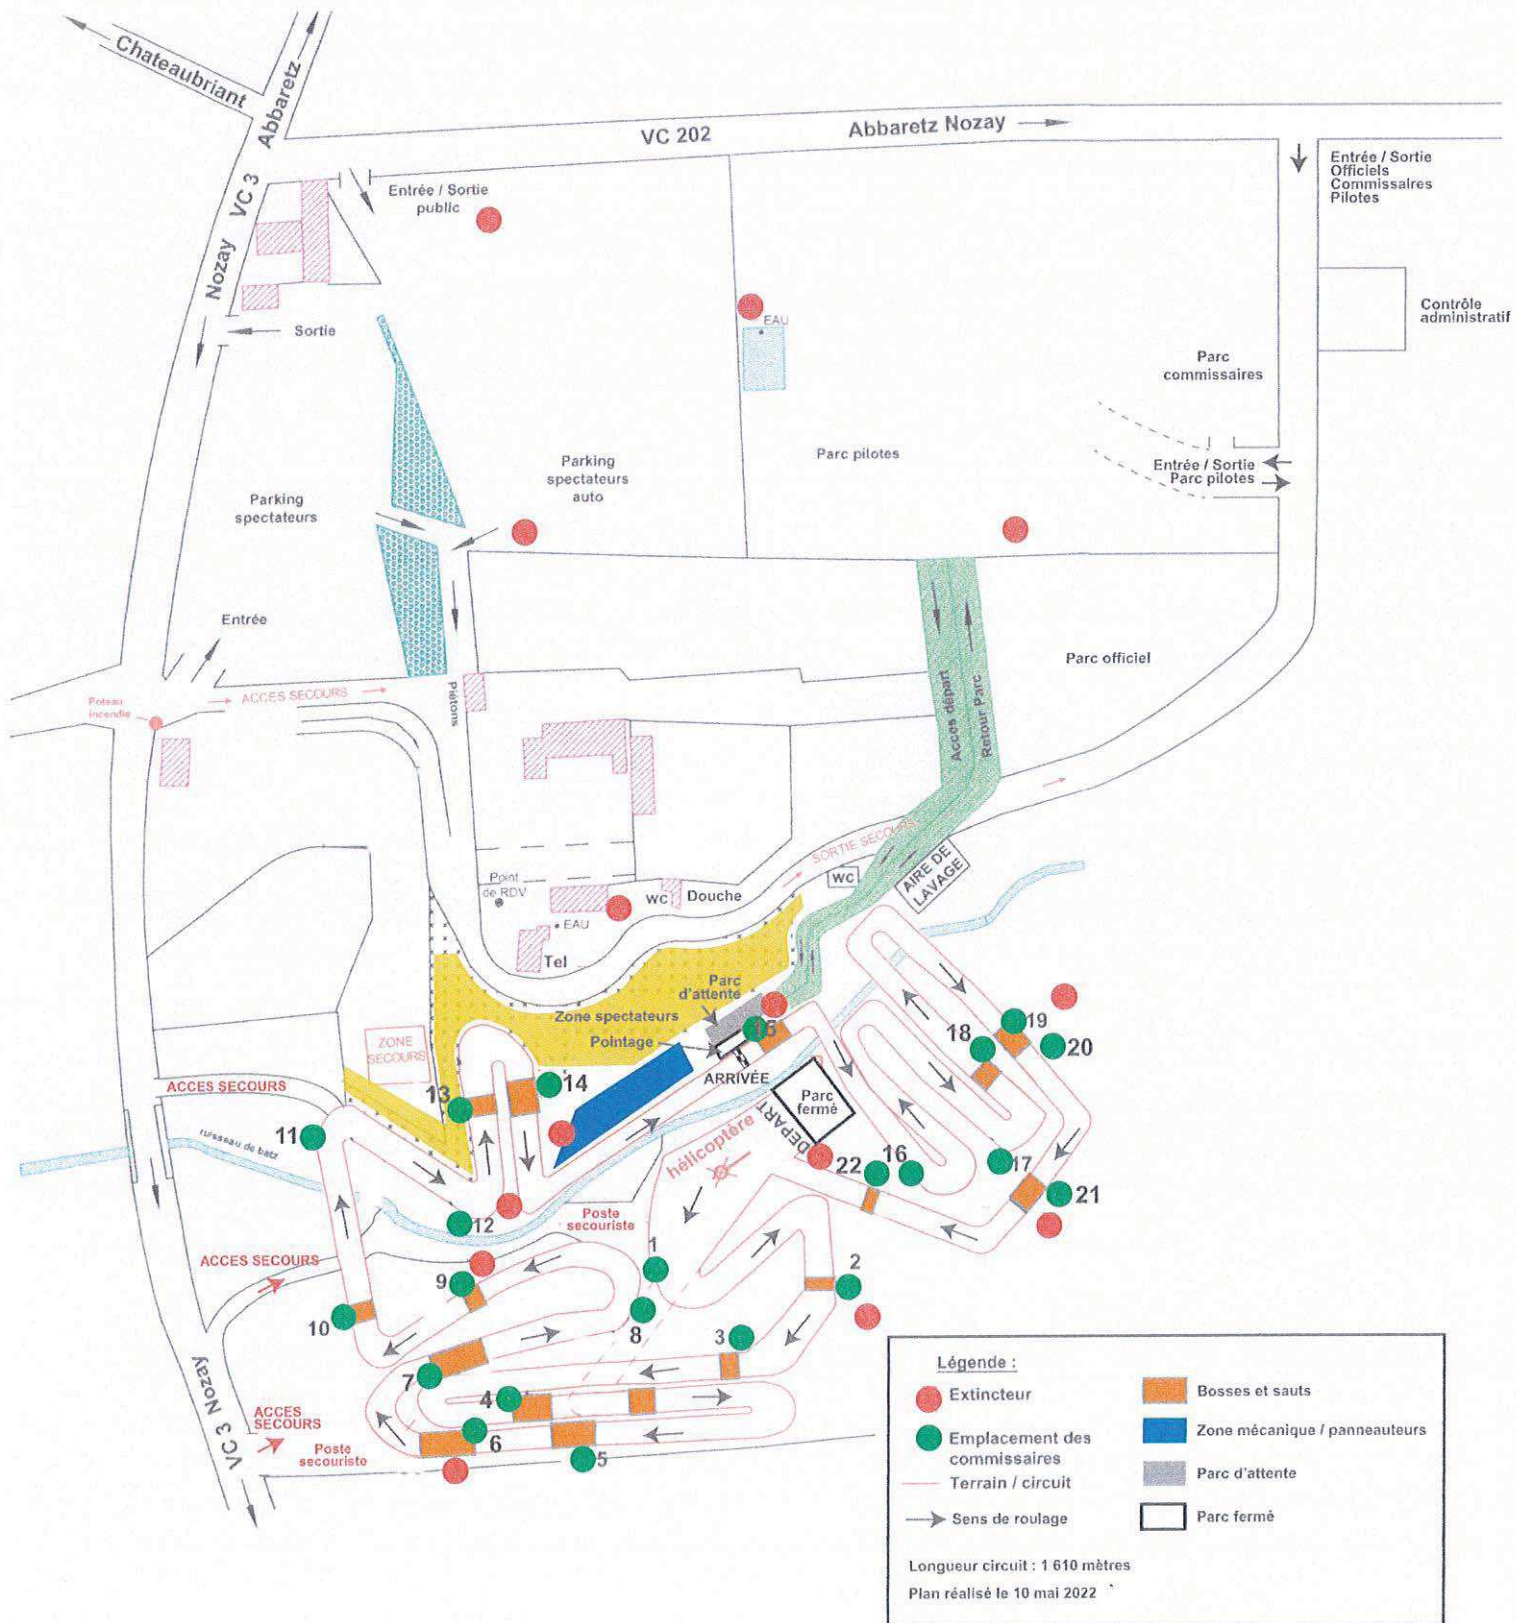 Chateaubriant
Abbaretz
VC 202
Abbaretz Nozay
Entrée / Sortie
Officiels
Commissaires
Pilotes
Entrée / Sortie
public
VC 3
Nozay
Sortie
EAU
Contrôle
administratif
Parc
commissaires
Parking
spectateurs
auto
Parc pilotes
Entrée / Sortie
Parc pilotes
Parking
spectateurs
Entrée
Parc officiel
Poteau
incendie
ACCES SECOURS
Piétons
Accès départ
Retour Parc
SORTIE SECOURS
WC
AIRE DE
LAVAGE
Point
de RDV
WC
Douche
EAU
Tel
Parc
d'attente
Zone spectateurs
Pointage
15
ARRIVÉE
ZONE
SECOURS
ACCES SECOURS
13
14
18
19
20
Parc
fermé
DEPART
hélicoptère
11
ruisseau de batz
12
22
16
17
21
Poste
secouriste
ACCES SECOURS
1
2
9
10
8
3
7
4
6
5
VC3 Nozay
ACCES
SECOURS
Poste
secouriste
Légende :
Extincteur
Emplacement des
commissaires
Terrain / circuit
Sens de roulage
Bosses et sauts
Zone mécanique / panneauteurs
Parc d'attente
Parc fermé
Longueur circuit : 1 610 mètres
Plan réalisé le 10 mai 2022